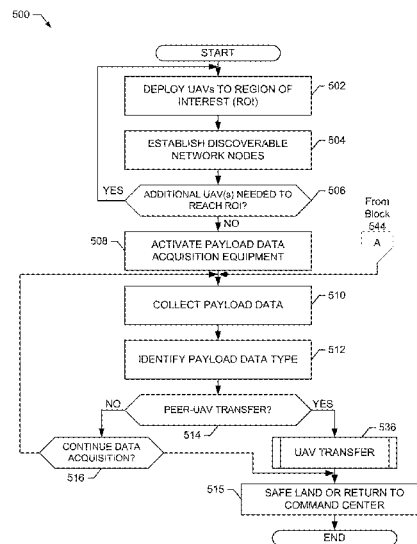 500
START
DEPLOY UAVs TO REGION OF
INTEREST (ROI)
502
ESTABLISH DISCOVERABLE
NETWORK NODES
504
YES
ADDITIONAL UAV(s) NEEDED TO
REACH ROI?
506
From
Block
544
A
NO
508
ACTIVATE PAYLOAD DATA
ACQUISITION EQUIPMENT
COLLECT PAYLOAD DATA
510
IDENTIFY PAYLOAD DATA TYPE
512
NO
PEER-UAV TRANSFER?
YES
514
536
CONTINUE DATA
ACQUISITION?
UAV TRANSFER
516
515
SAFE LAND OR RETURN TO
COMMAND CENTER
END